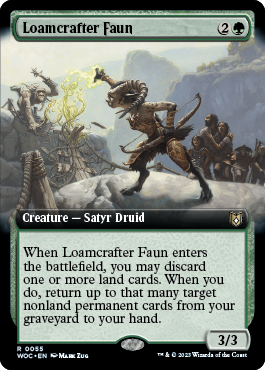 Loamcrafter Faun 2
Creature — Satyr Druid
When Loamcrafter Faun enters
the battlefield, you may discard
one or more land cards. When you
do, return up to that many target
nonland permanent cards from your
graveyard to your hand.
3/3
R 0055
WOC • EN Mark Zug
™ & © 2023 Wizards of the Coast